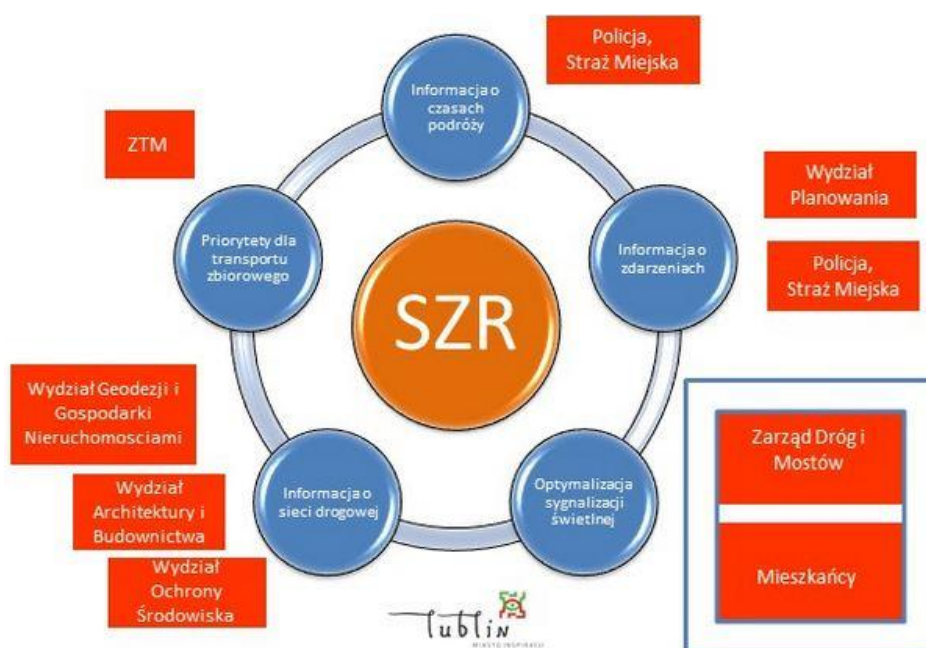 Policja,
Straż Miejska
Informacja o
czasach
podróży
ZTM
Wydział
Planowania
Priorytety dla
transportu
zbiorowego
Informacja o
zdarzeniach
Policja,
Straż Miejska
SZR
Wydział Geodezji i
Gospodarki
Nieruchomosciami
Zarząd Dróg i
Mostów
Wydział
Architektury i
Budownictwa
Informacja o
sieci drogowej
Optymalizacja
sygnalizacji
świetlnej
Mieszkańcy
Wydział
Ochrony
Środowiska
lublin
MIASTO INSPIRACJI